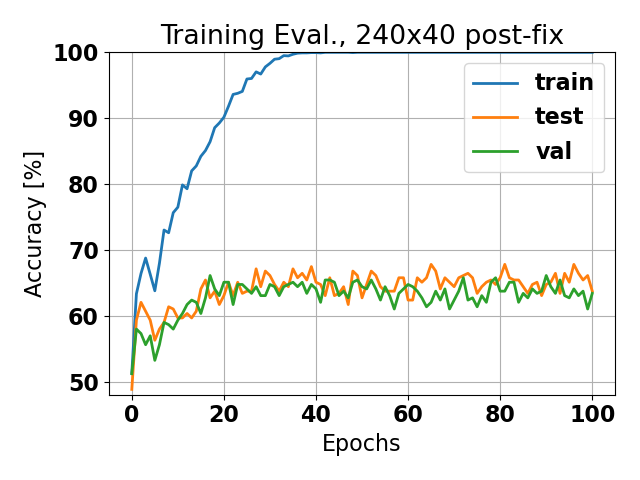 Training Eval., 240x40 post-fix
100
90
80
70
60
50
Accuracy [%]
train
test
val
0 20 40 60 80 100
Epochs